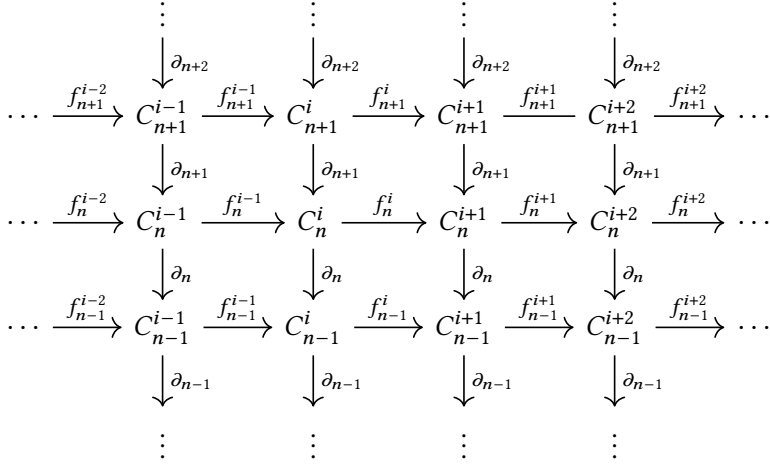 ⋮ ⋮ ⋮ ⋮
∂_{n+2} ∂_{n+2} ∂_{n+2} ∂_{n+2}
f_{n+1}^{i-2} f_{n+1}^{i-1} f_{n+1}^{i} f_{n+1}^{i+1} f_{n+1}^{i+2}
⋯ C_{n+1}^{i-1} C_{n+1}^{i} C_{n+1}^{i+1} C_{n+1}^{i+2} ⋯
∂_{n+1} ∂_{n+1} ∂_{n+1} ∂_{n+1}
f_{n}^{i-2} f_{n}^{i-1} f_{n}^{i} f_{n}^{i+1} f_{n}^{i+2}
⋯ C_{n}^{i-1} C_{n}^{i} C_{n}^{i+1} C_{n}^{i+2} ⋯
∂_{n} ∂_{n} ∂_{n} ∂_{n}
f_{n-1}^{i-2} f_{n-1}^{i-1} f_{n-1}^{i} f_{n-1}^{i+1} f_{n-1}^{i+2}
⋯ C_{n-1}^{i-1} C_{n-1}^{i} C_{n-1}^{i+1} C_{n-1}^{i+2} ⋯
∂_{n-1} ∂_{n-1} ∂_{n-1} ∂_{n-1}
⋮ ⋮ ⋮ ⋮